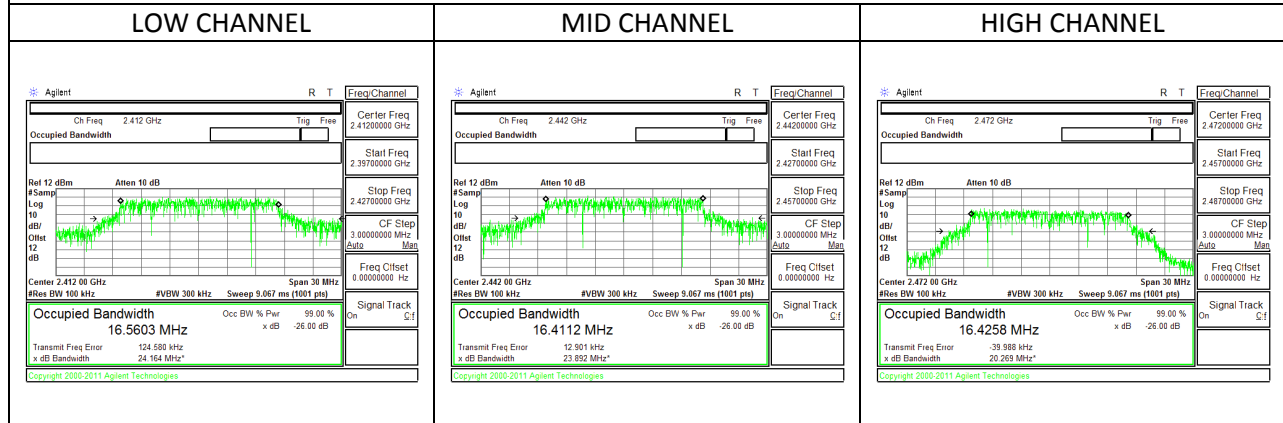 LOW CHANNEL
MID CHANNEL
HIGH CHANNEL
Agilent R T
Freq/Channel
Ch Freq 2.412 GHz Trig Free
Occupied Bandwidth
Center Freq
2.41200000 GHz
Start Freq
2.39700000 GHz
Stop Freq
2.42700000 GHz
CF Step
3.00000000 MHz
Auto Man
Freq Offset
0.00000000 Hz
Signal Track
On Off
Ref 12 dBm Atten 10 dB
#Samp
Log
10
dB/
Offst
12
dB
Center 2.412 00 GHz Span 30 MHz
#Res BW 100 kHz #VBW 300 kHz Sweep 9.067 ms (1001 pts)
Occupied Bandwidth Occ BW % Pwr 99.00 %
16.5603 MHz x dB -26.00 dB
Transmit Freq Error 124.580 kHz
x dB Bandwidth 24.164 MHz*
Copyright 2000-2011 Agilent Technologies
Agilent R T
Freq/Channel
Ch Freq 2.442 GHz Trig Free
Occupied Bandwidth
Center Freq
2.44200000 GHz
Start Freq
2.42700000 GHz
Stop Freq
2.45700000 GHz
CF Step
3.00000000 MHz
Auto Man
Freq Offset
0.00000000 Hz
Signal Track
On Off
Ref 12 dBm Atten 10 dB
#Samp
Log
10
dB/
Offst
12
dB
Center 2.442 00 GHz Span 30 MHz
#Res BW 100 kHz #VBW 300 kHz Sweep 9.067 ms (1001 pts)
Occupied Bandwidth Occ BW % Pwr 99.00 %
16.4112 MHz x dB -26.00 dB
Transmit Freq Error 12.901 kHz
x dB Bandwidth 23.892 MHz*
Copyright 2000-2011 Agilent Technologies
Agilent R T
Freq/Channel
Ch Freq 2.472 GHz Trig Free
Occupied Bandwidth
Center Freq
2.47200000 GHz
Start Freq
2.45700000 GHz
Stop Freq
2.48700000 GHz
CF Step
3.00000000 MHz
Auto Man
Freq Offset
0.00000000 Hz
Signal Track
On Off
Ref 12 dBm Atten 10 dB
#Samp
Log
10
dB/
Offst
12
dB
Center 2.472 00 GHz Span 30 MHz
#Res BW 100 kHz #VBW 300 kHz Sweep 9.067 ms (1001 pts)
Occupied Bandwidth Occ BW % Pwr 99.00 %
16.4258 MHz x dB -26.00 dB
Transmit Freq Error -39.988 kHz
x dB Bandwidth 20.269 MHz*
Copyright 2000-2011 Agilent Technologies